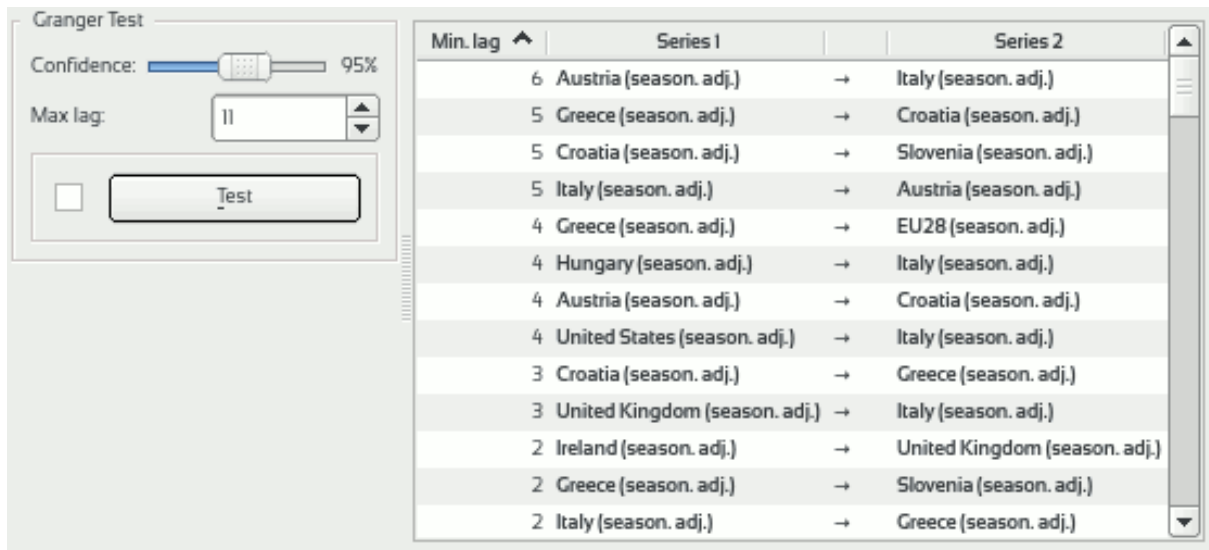 Granger Test
Confidence: 95%
Max lag: 11
Test
Min. lag Series 1 Series 2
6 Austria (season. adj.) → Italy (season. adj.)
5 Greece (season. adj.) → Croatia (season. adj.)
5 Croatia (season. adj.) → Slovenia (season. adj.)
5 Italy (season. adj.) → Austria (season. adj.)
4 Greece (season. adj.) → EU28 (season. adj.)
4 Hungary (season. adj.) → Italy (season. adj.)
4 Austria (season. adj.) → Croatia (season. adj.)
4 United States (season. adj.) → Italy (season. adj.)
3 Croatia (season. adj.) → Greece (season. adj.)
3 United Kingdom (season. adj.) → Italy (season. adj.)
2 Ireland (season. adj.) → United Kingdom (season. adj.)
2 Greece (season. adj.) → Slovenia (season. adj.)
2 Italy (season. adj.) → Greece (season. adj.)